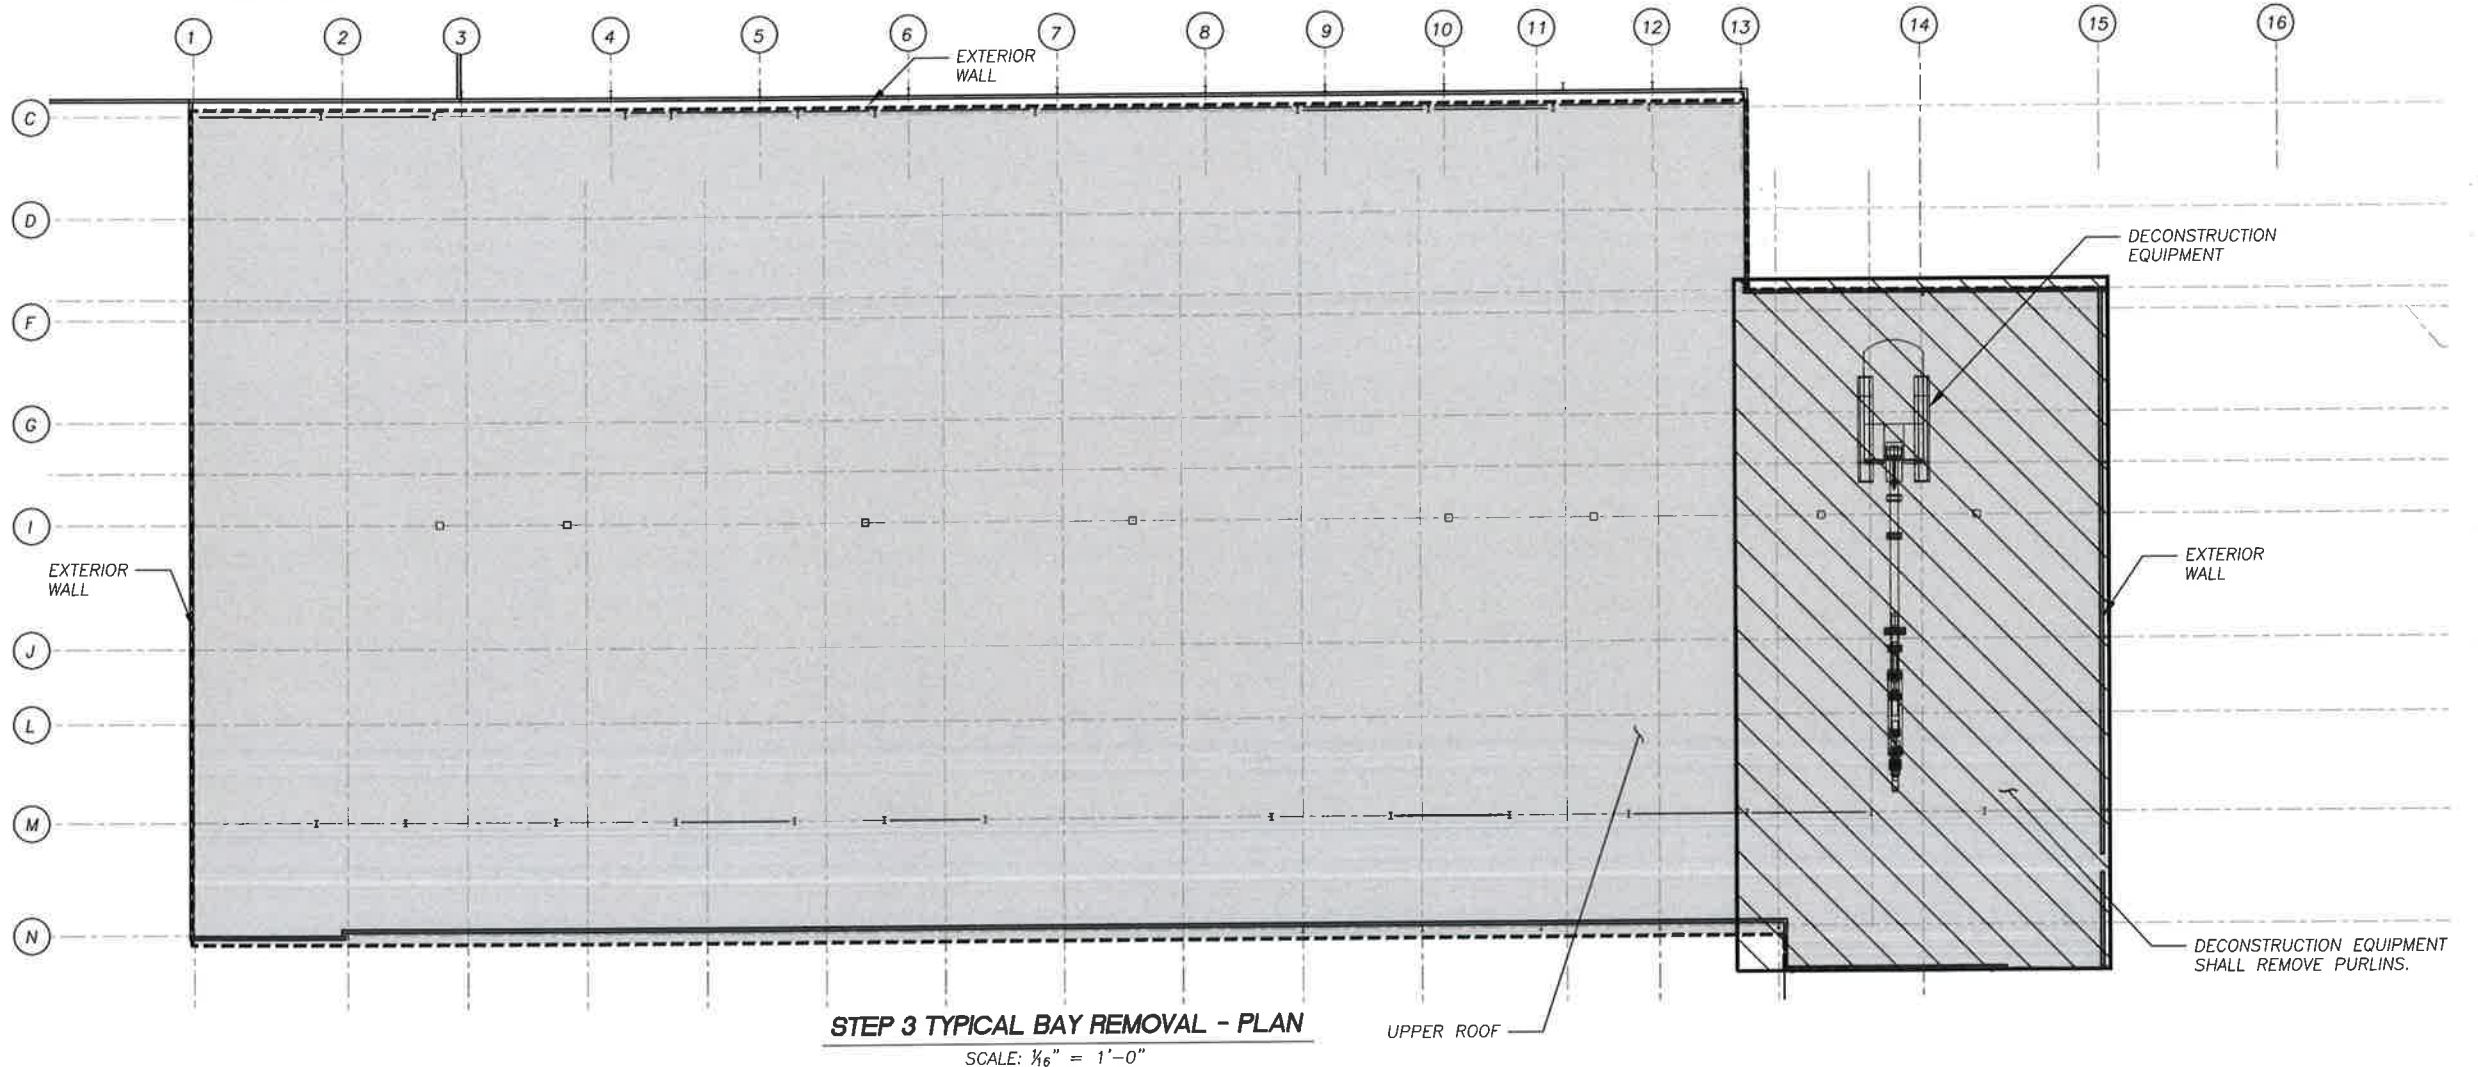 1 2 3 4 5 6 7 8 9 10 11 12 13 14 15 16
EXTERIOR
WALL
C
D
DECONSTRUCTION
EQUIPMENT
F
G
I
EXTERIOR
WALL
EXTERIOR
WALL
J
L
M
N
DECONSTRUCTION EQUIPMENT
SHALL REMOVE PURLINS.
STEP 3 TYPICAL BAY REMOVAL - PLAN
UPPER ROOF
SCALE: 1/16" = 1'-0"